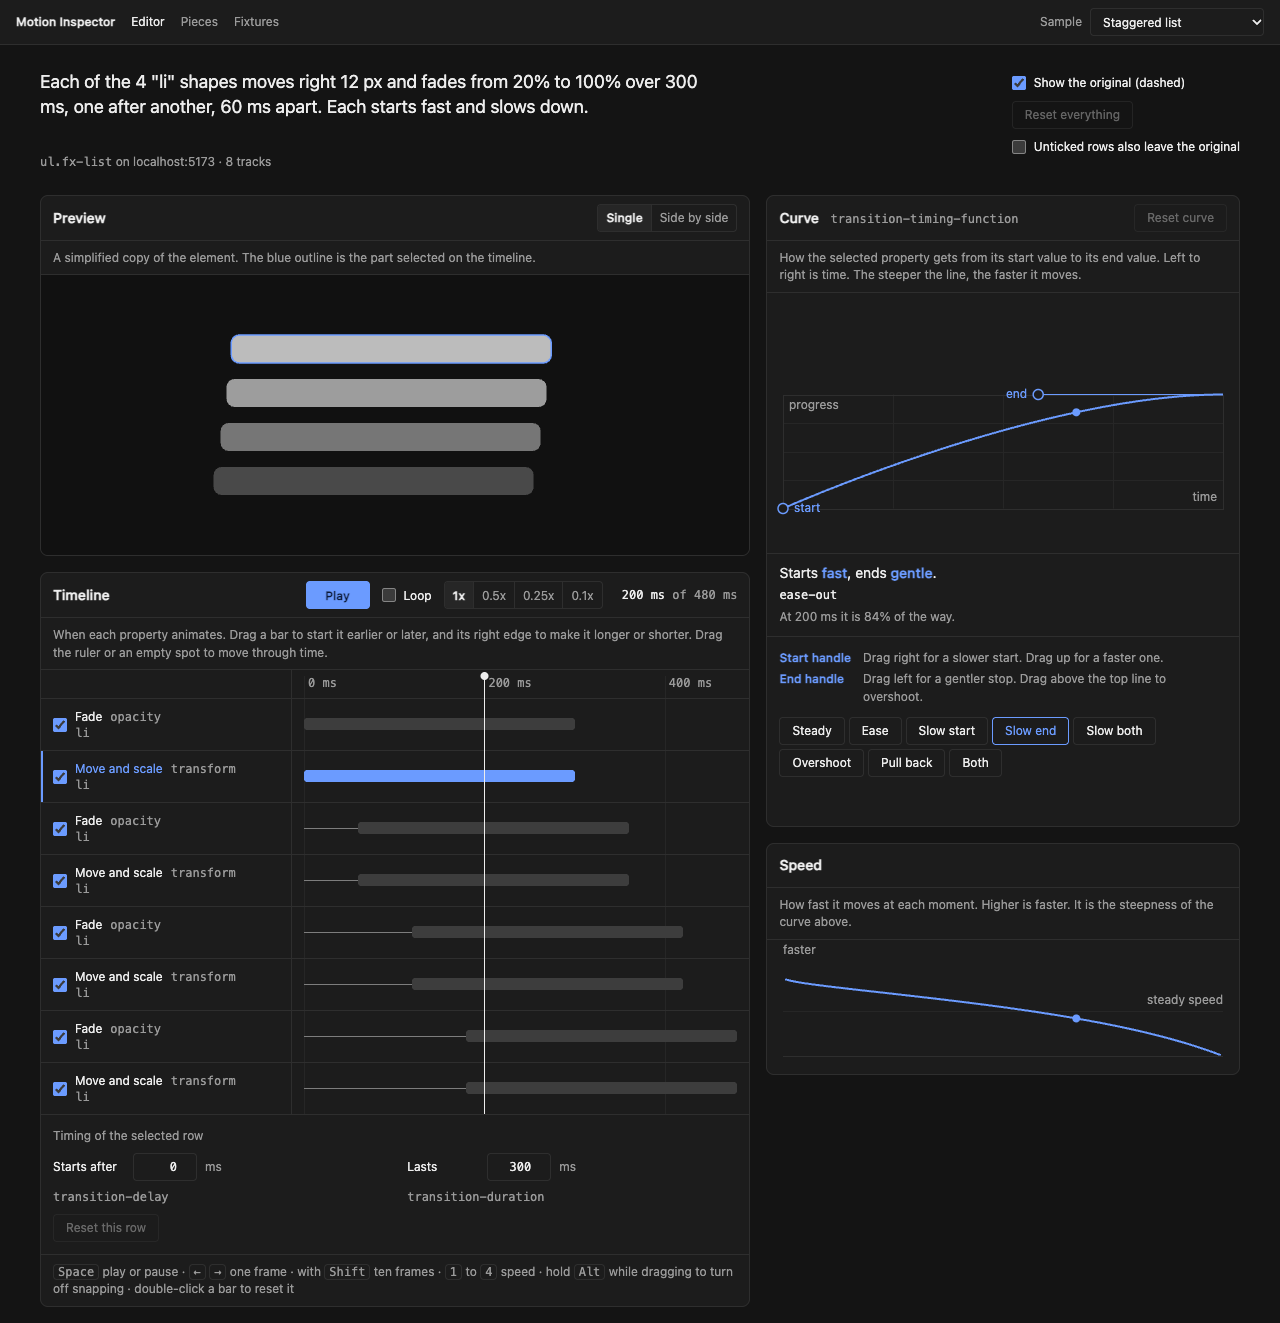 Motion Inspector Editor Pieces Fixtures
Sample Staggered list
Each of the 4 "li" shapes moves right 12 px and fades from 20% to 100% over 300
ms, one after another, 60 ms apart. Each starts fast and slows down.
ul.fx-list on localhost:5173 · 8 tracks
Show the original (dashed)
Reset everything
Unticked rows also leave the original
Preview
Single Side by side
A simplified copy of the element. The blue outline is the part selected on the timeline.
Timeline
Play Loop 1x 0.5x 0.25x 0.1x 200 ms of 480 ms
When each property animates. Drag a bar to start it earlier or later, and its right edge to make it longer or shorter. Drag
the ruler or an empty spot to move through time.
0 ms 200 ms 400 ms
Fade opacity
li
Move and scale transform
li
Fade opacity
li
Move and scale transform
li
Fade opacity
li
Move and scale transform
li
Fade opacity
li
Move and scale transform
li
Timing of the selected row
Starts after 0 ms Lasts 300 ms
transition-delay transition-duration
Reset this row
Space play or pause · ← → one frame · with Shift ten frames · 1 to 4 speed · hold Alt while dragging to turn
off snapping · double-click a bar to reset it
Curve transition-timing-function Reset curve
How the selected property gets from its start value to its end value. Left to
right is time. The steeper the line, the faster it moves.
end
progress
time
start
Starts fast, ends gentle.
ease-out
At 200 ms it is 84% of the way.
Start handle Drag right for a slower start. Drag up for a faster one.
End handle Drag left for a gentler stop. Drag above the top line to
overshoot.
Steady Ease Slow start Slow end Slow both
Overshoot Pull back Both
Speed
How fast it moves at each moment. Higher is faster. It is the steepness of the
curve above.
faster
steady speed